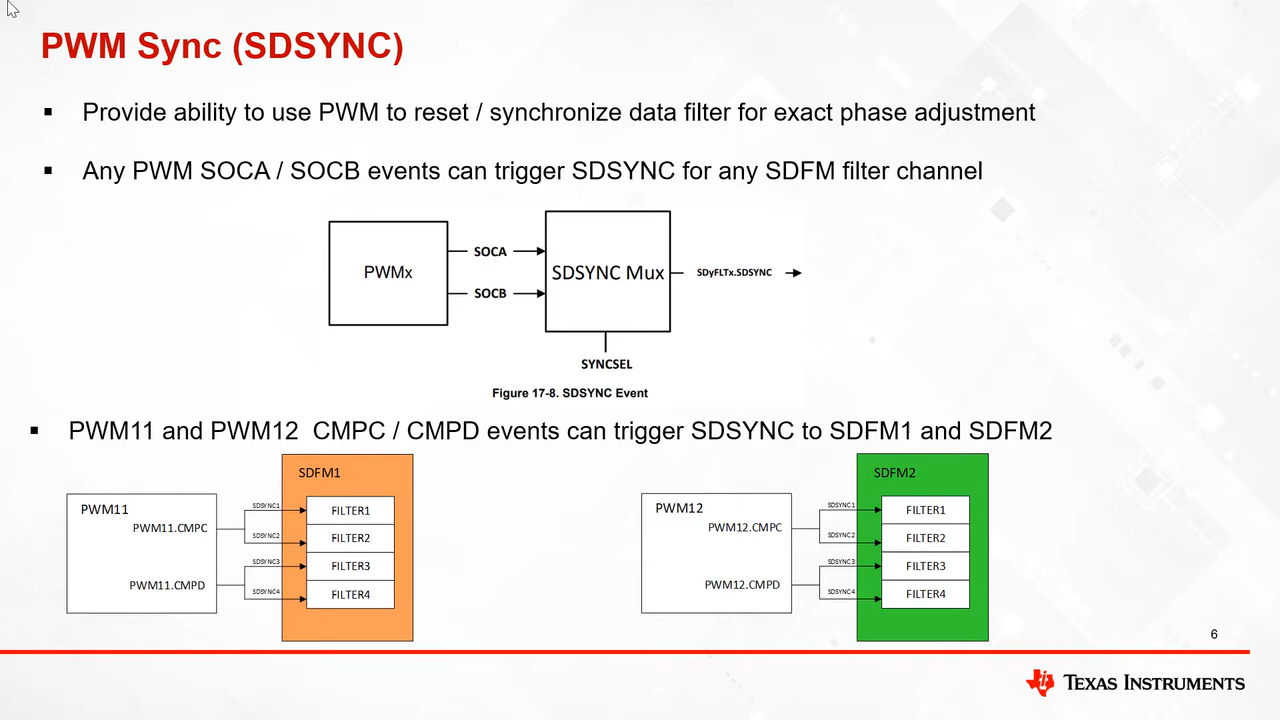 PWM Sync (SDSYNC)
▪ Provide ability to use PWM to reset / synchronize data filter for exact phase adjustment
▪ Any PWM SOCA / SOCB events can trigger SDSYNC for any SDFM filter channel
PWMx
SOCA
SOCB
SDSYNC Mux
SDyFLTx.SDSYNC
SYNCSEL
Figure 17-8. SDSYNC Event
▪ PWM11 and PWM12 CMPC / CMPD events can trigger SDSYNC to SDFM1 and SDFM2
PWM11
PWM11.CMPC
PWM11.CMPD
SDSYNC1
SDSYNC2
SDSYNC3
SDSYNC4
SDFM1
FILTER1
FILTER2
FILTER3
FILTER4
PWM12
PWM12.CMPC
PWM12.CMPD
SDSYNC1
SDSYNC2
SDSYNC3
SDSYNC4
SDFM2
FILTER1
FILTER2
FILTER3
FILTER4
6
TEXAS INSTRUMENTS